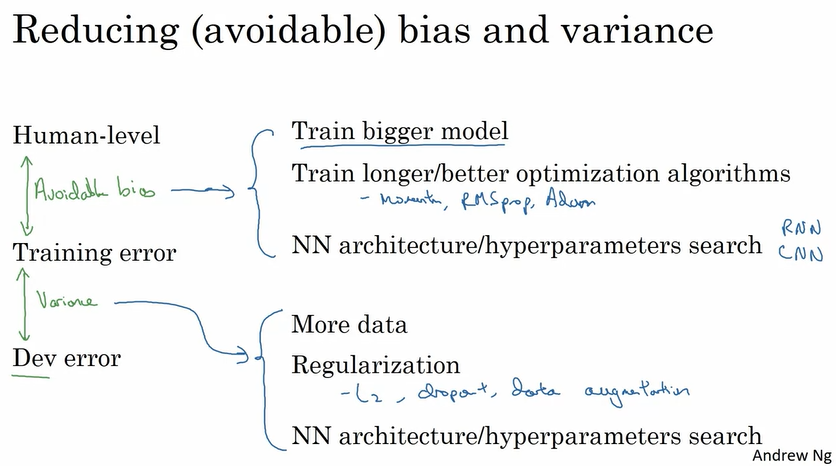 Reducing (avoidable) bias and variance
Human-level
Avoidable bias
Training error
Variance
Dev error
Train bigger model
Train longer/better optimization algorithms
- Momentum, RMSprop, Adam
NN architecture/hyperparameters search
RNN
CNN
More data
Regularization
- L2, dropout, data augmentation
NN architecture/hyperparameters search
Andrew Ng